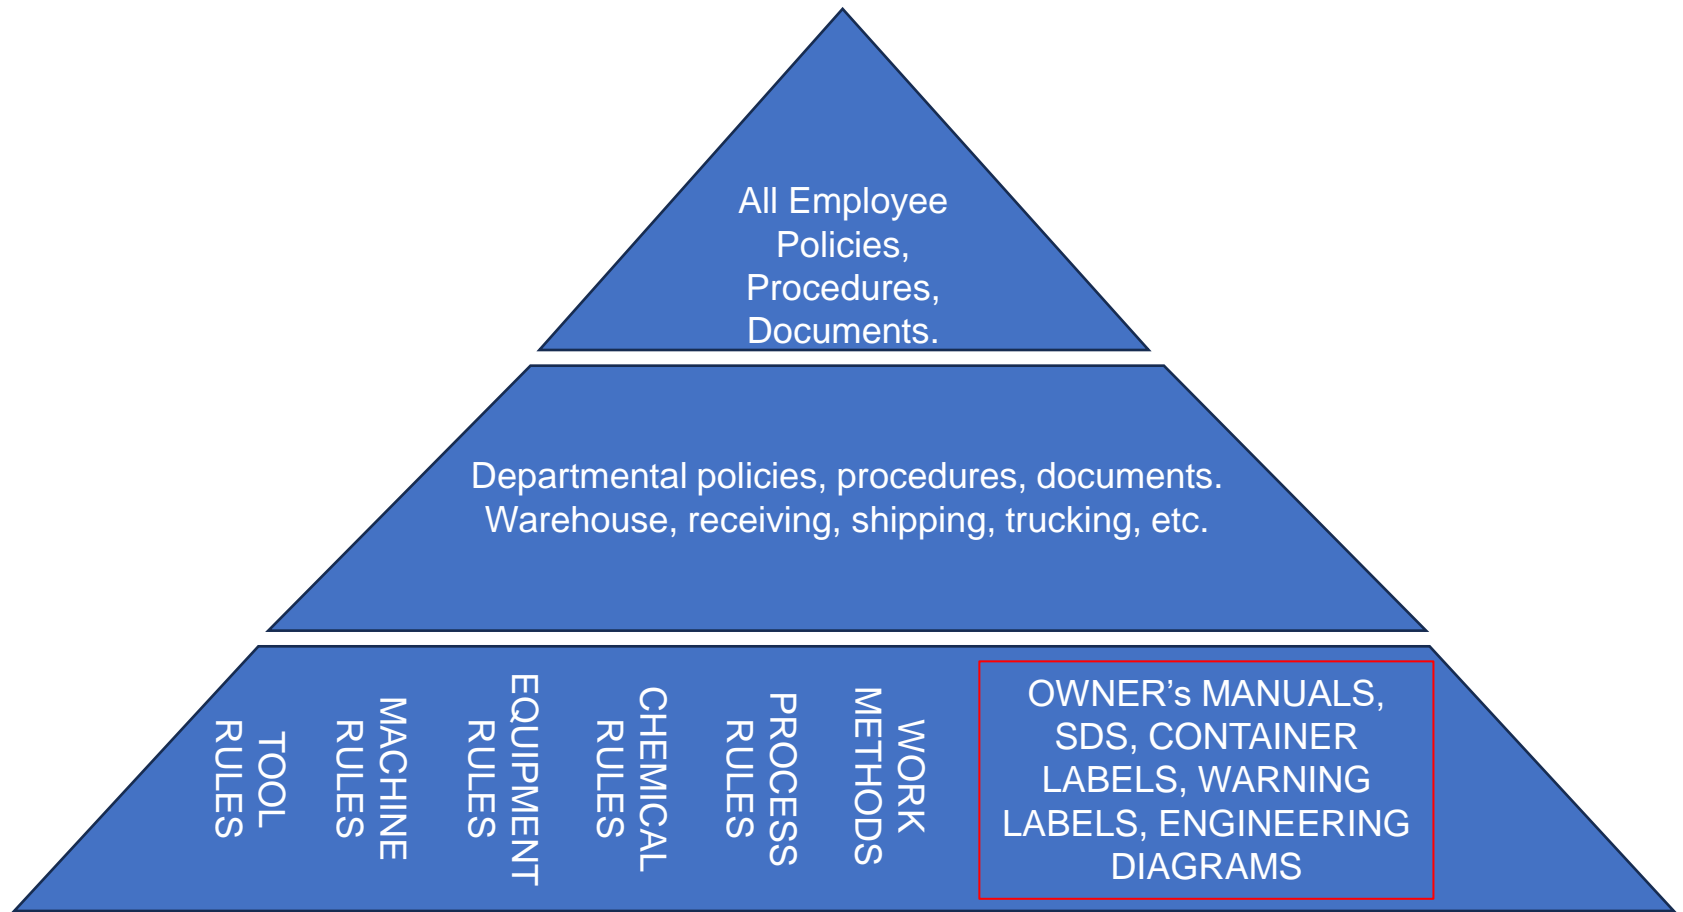 All Employee
Policies,
Procedures,
Documents.
Departmental policies, procedures, documents.
Warehouse, receiving, shipping, trucking, etc.
TOOL
RULES
MACHINE
RULES
EQUIPMENT
RULES
CHEMICAL
RULES
PROCESS
RULES
WORK
METHODS
OWNER’s MANUALS,
SDS, CONTAINER
LABELS, WARNING
LABELS, ENGINEERING
DIAGRAMS